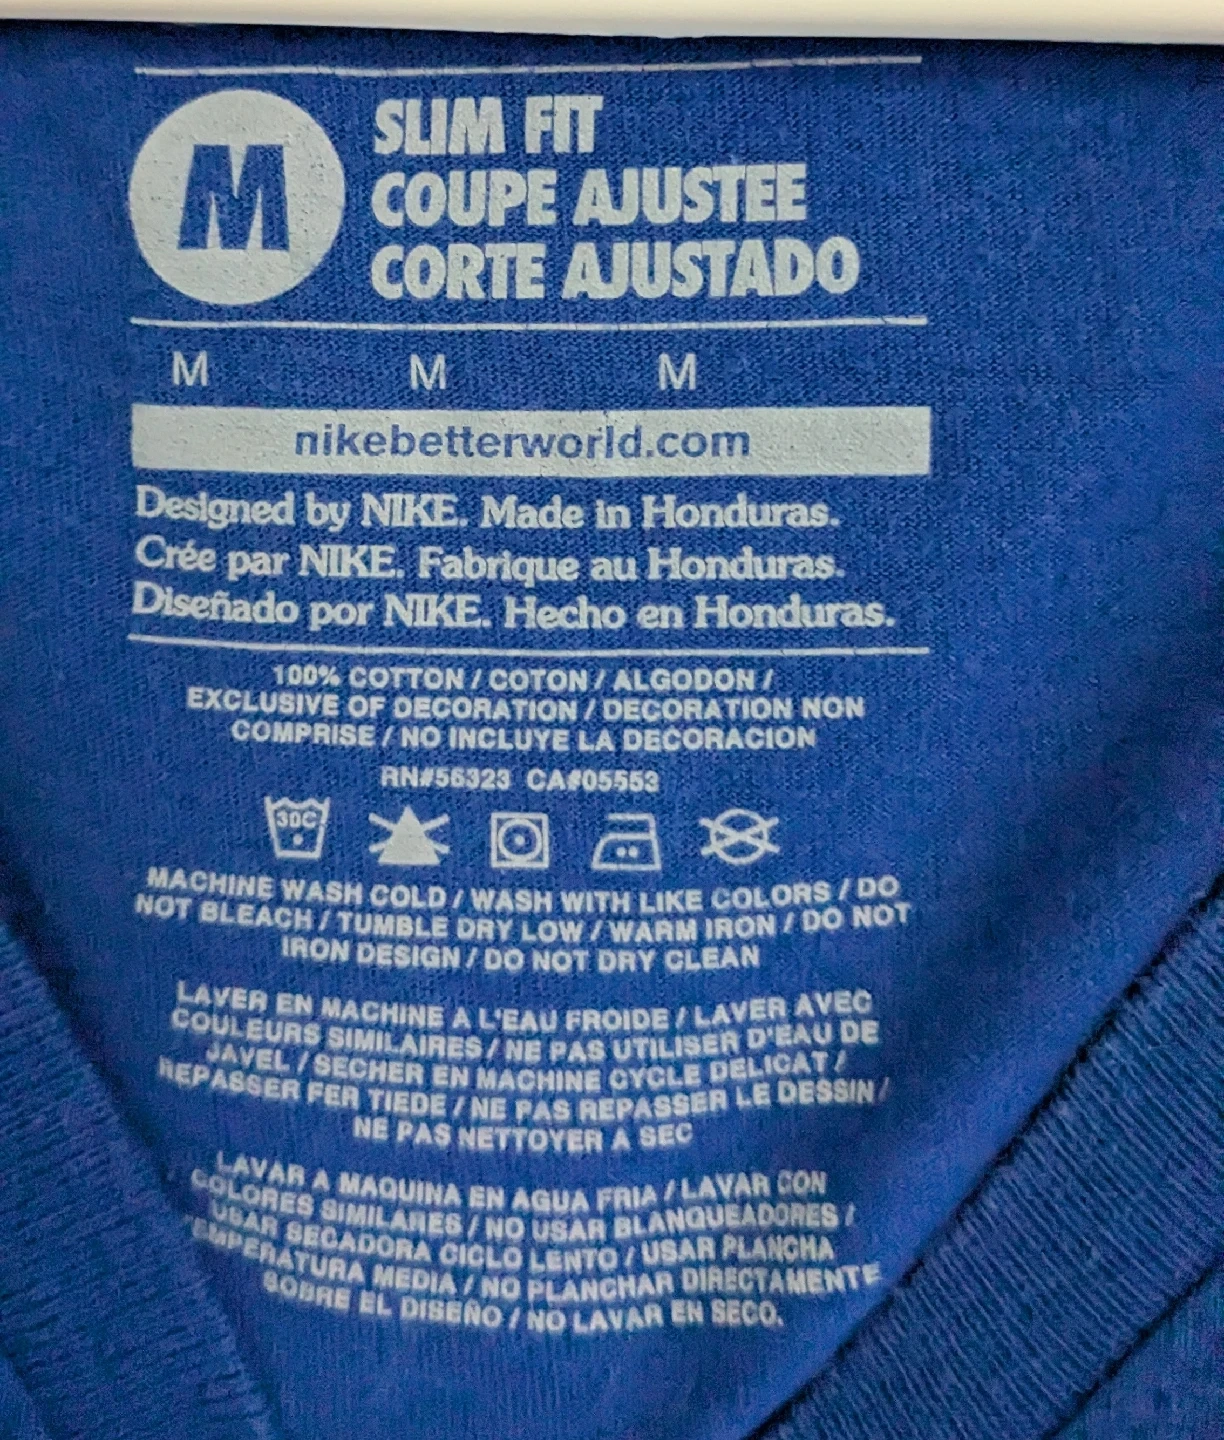 M
SLIM FIT
COUPE AJUSTEE
CORTE AJUSTADO
M M M
nikebetterworld.com
Designed by NIKE. Made in Honduras.
Crée par NIKE. Fabrique au Honduras.
Diseñado por NIKE. Hecho en Honduras.
100% COTTON / COTON / ALGODON /
EXCLUSIVE OF DECORATION / DECORATION NON
COMPRISE / NO INCLUYE LA DECORACION
RN#56323 CA#05553
30C
MACHINE WASH COLD / WASH WITH LIKE COLORS / DO
NOT BLEACH / TUMBLE DRY LOW / WARM IRON / DO NOT
IRON DESIGN / DO NOT DRY CLEAN
LAVER EN MACHINE A L'EAU FROIDE / LAVER AVEC
COULEURS SIMILAIRES / NE PAS UTILISER D'EAU DE
JAVEL / SECHER EN MACHINE CYCLE DELICAT /
REPASSER FER TIEDE / NE PAS REPASSER LE DESSIN /
NE PAS NETTOYER A SEC
LAVAR A MAQUINA EN AGUA FRIA / LAVAR CON
COLORES SIMILARES / NO USAR BLANQUEADORES /
USAR SECADORA CICLO LENTO / USAR PLANCHA
TEMPERATURA MEDIA / NO PLANCHAR DIRECTAMENTE
SOBRE EL DISEÑO / NO LAVAR EN SECO.